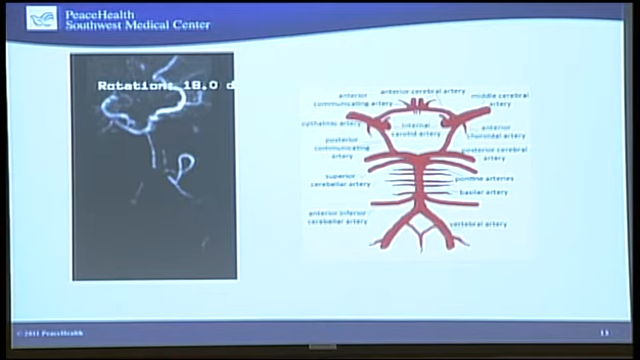 PeaceHealth
Southwest Medical Center
Rotation: 18.0 d
anterior
communicating artery
anterior cerebral artery
middle cerebral
artery
ophthalmic artery
internal
carotid artery
anterior
choroidal artery
posterior
communicating
artery
posterior cerebral
artery
superior
cerebellar artery
pontine arteries
basilar artery
anterior inferior
cerebellar artery
vertebral artery
© 2011 PeaceHealth
13